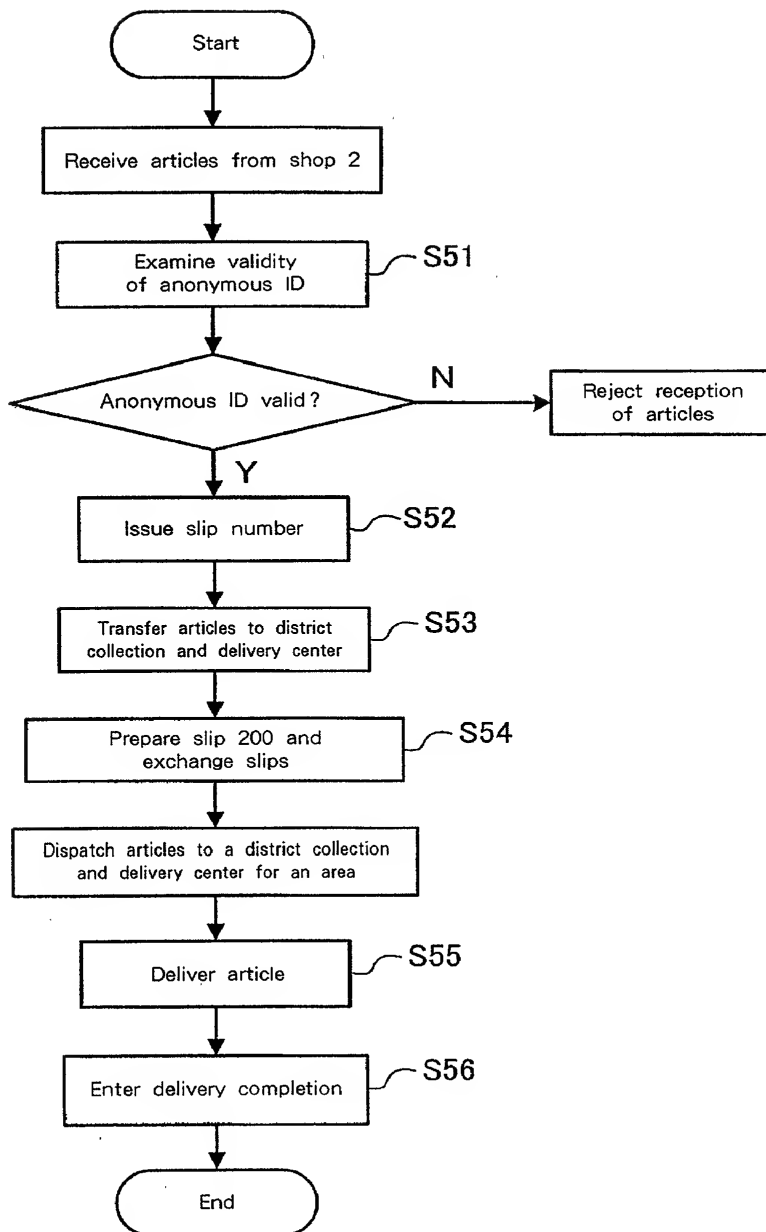 Start
Receive articles from shop 2
Examine validity
of anonymous ID
S51
Anonymous ID valid?
N
Reject reception
of articles
Y
Issue slip number
S52
Transfer articles to district
collection and delivery center
S53
Prepare slip 200 and
exchange slips
S54
Dispatch articles to a district collection
and delivery center for an area
Deliver article
S55
Enter delivery completion
S56
End